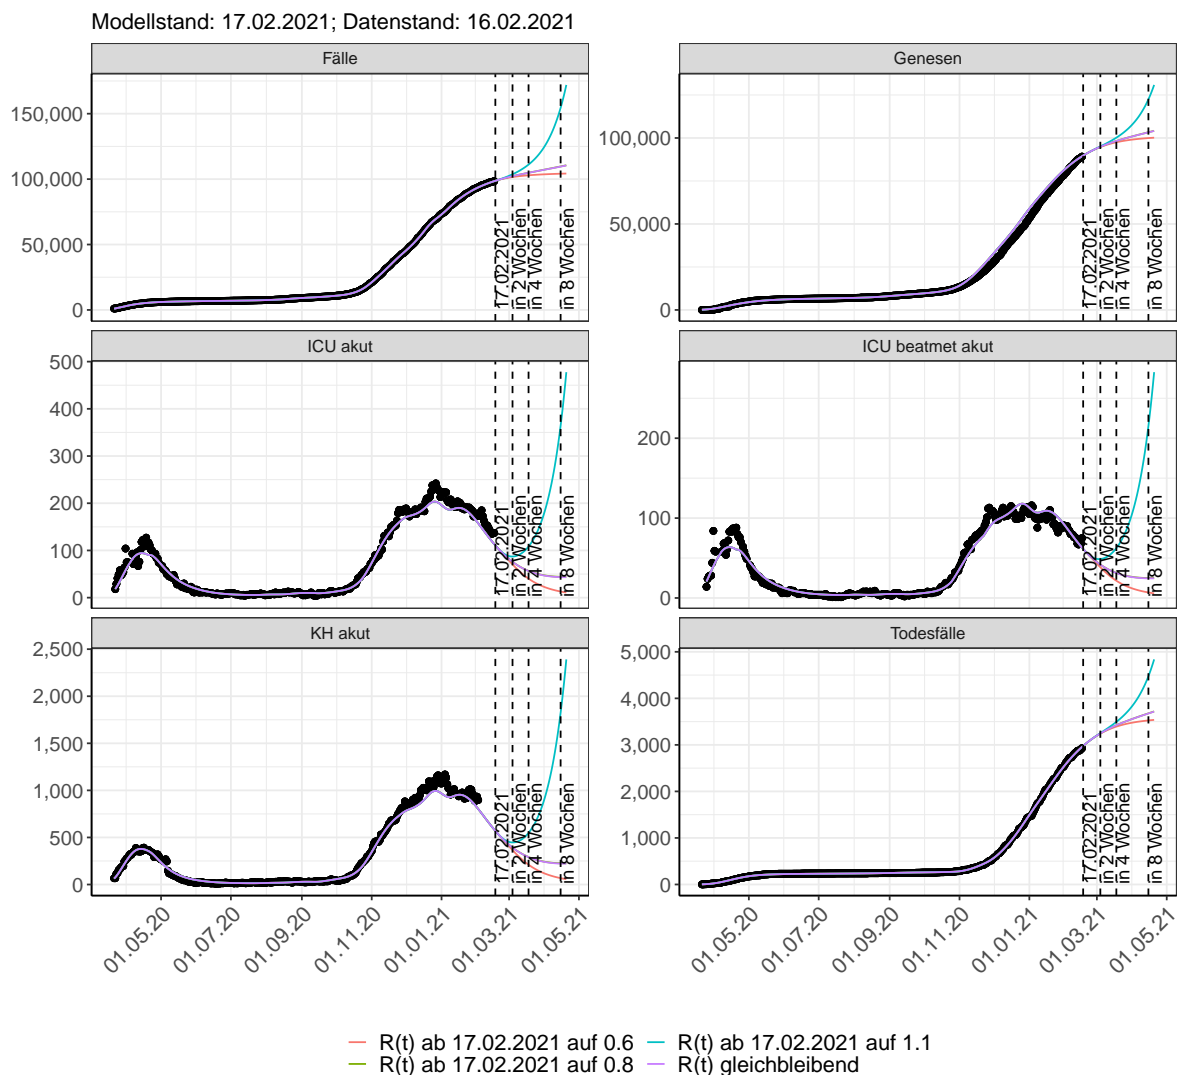 Modellstand: 17.02.2021; Datenstand: 16.02.2021
Fälle
Genesen
150,000
100,000
50,000
0
100,000
50,000
0
17.02.2021
in 2 Wochen
in 4 Wochen
in 8 Wochen
17.02.2021
in 2 Wochen
in 4 Wochen
in 8 Wochen
ICU akut
ICU beatmet akut
500
400
300
200
100
0
200
100
0
17.02.2021
in 2 Wochen
in 4 Wochen
in 8 Wochen
17.02.2021
in 2 Wochen
in 4 Wochen
in 8 Wochen
KH akut
Todesfälle
2,500
2,000
1,500
1,000
500
0
5,000
4,000
3,000
2,000
1,000
0
17.02.2021
in 2 Wochen
in 4 Wochen
in 8 Wochen
17.02.2021
in 2 Wochen
in 4 Wochen
in 8 Wochen
01.05.20
01.07.20
01.09.20
01.11.20
01.01.21
01.03.21
01.05.21
01.05.20
01.07.20
01.09.20
01.11.20
01.01.21
01.03.21
01.05.21
R(t) ab 17.02.2021 auf 0.6
R(t) ab 17.02.2021 auf 1.1
R(t) ab 17.02.2021 auf 0.8
R(t) gleichbleibend